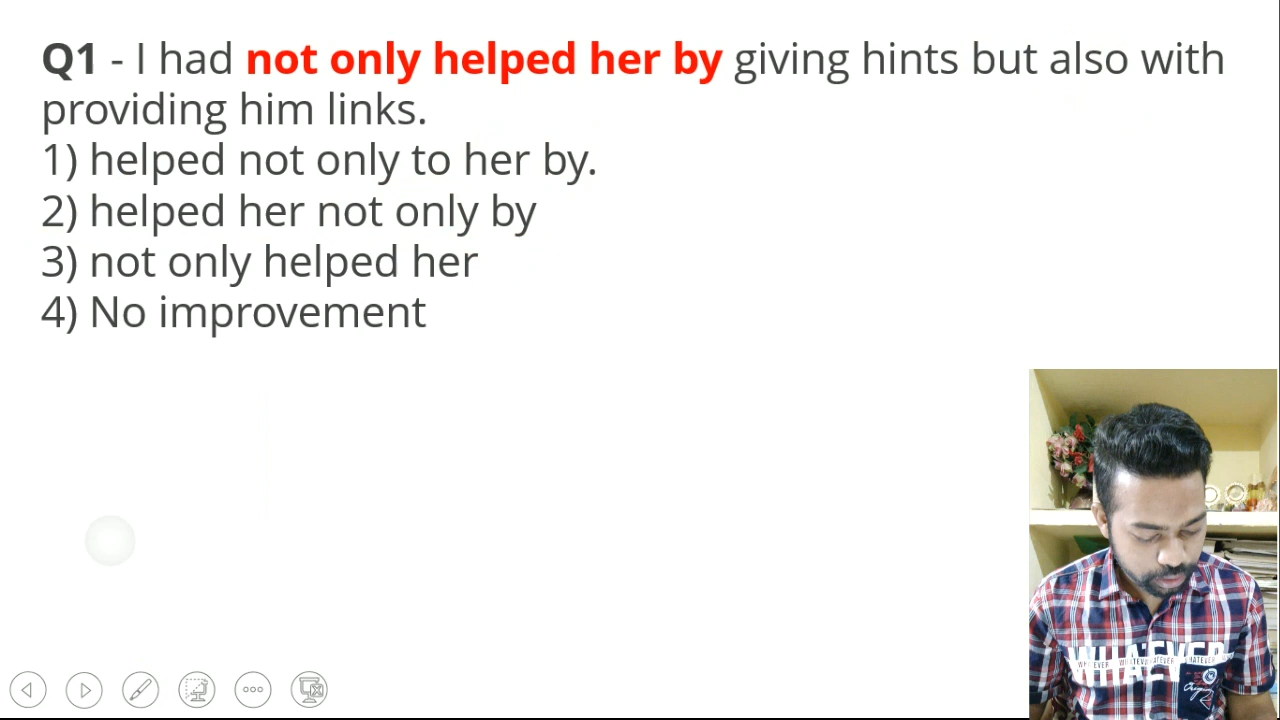 Q1 - I had not only helped her by giving hints but also with
providing him links.
1) helped not only to her by.
2) helped her not only by
3) not only helped her
4) No improvement
WHATEVER